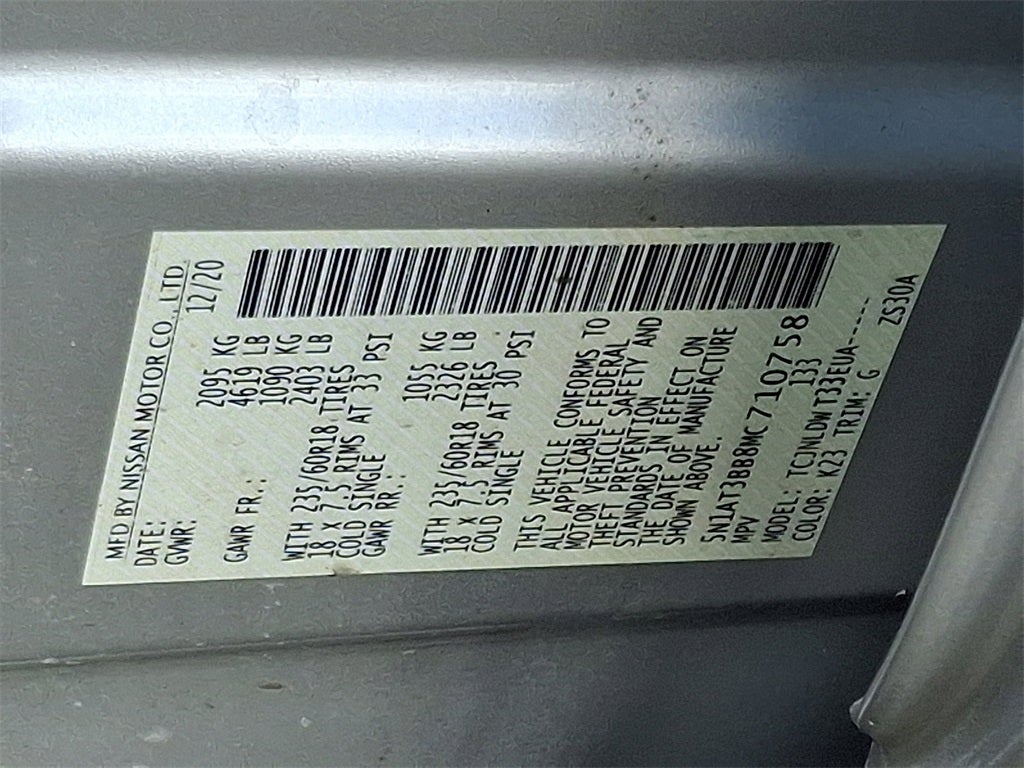 MFD BY NISSAN MOTOR CO., LTD.
DATE: 12/20
GVWR: 2095 KG
4619 LB
GAWR FR.: 1090 KG
2403 LB
WITH 235/60R18 TIRES
18 X 7.5 RIMS AT 33 PSI
COLD SINGLE
GAWR RR.: 1055 KG
2326 LB
WITH 235/60R18 TIRES
18 X 7.5 RIMS AT 30 PSI
COLD SINGLE
THIS VEHICLE CONFORMS TO
ALL APPLICABLE FEDERAL
MOTOR VEHICLE SAFETY AND
THEFT PREVENTION
STANDARDS IN EFFECT ON
THE DATE OF MANUFACTURE
SHOWN ABOVE.
5N1AT3BB8MC710758
MPV 133
MODEL: TCJNLDWT33EUA-----
COLOR: K23 TRIM: G ZS30A